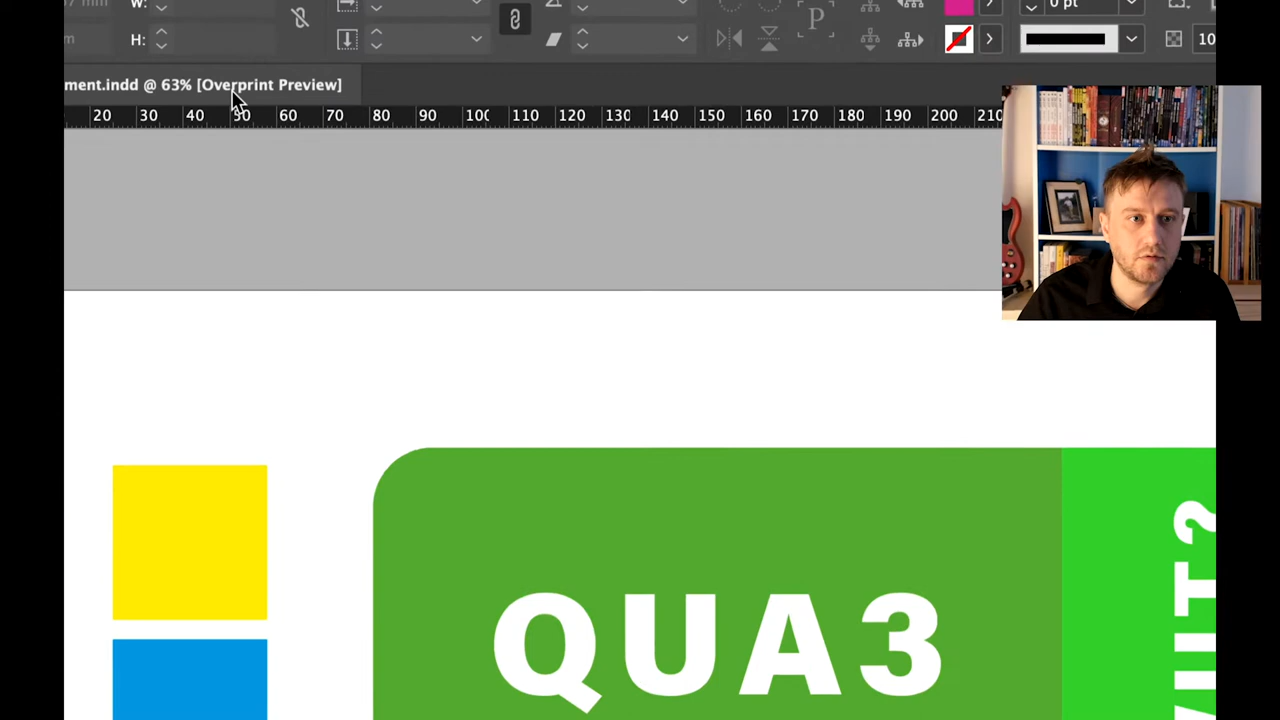 W:
0 pt
H:
P
10
ment.indd @ 63% [Overprint Preview]
20 30 40 50 60 70 80 90 100 110 120 130 140 150 160 170 180 190 200 210
QUA3